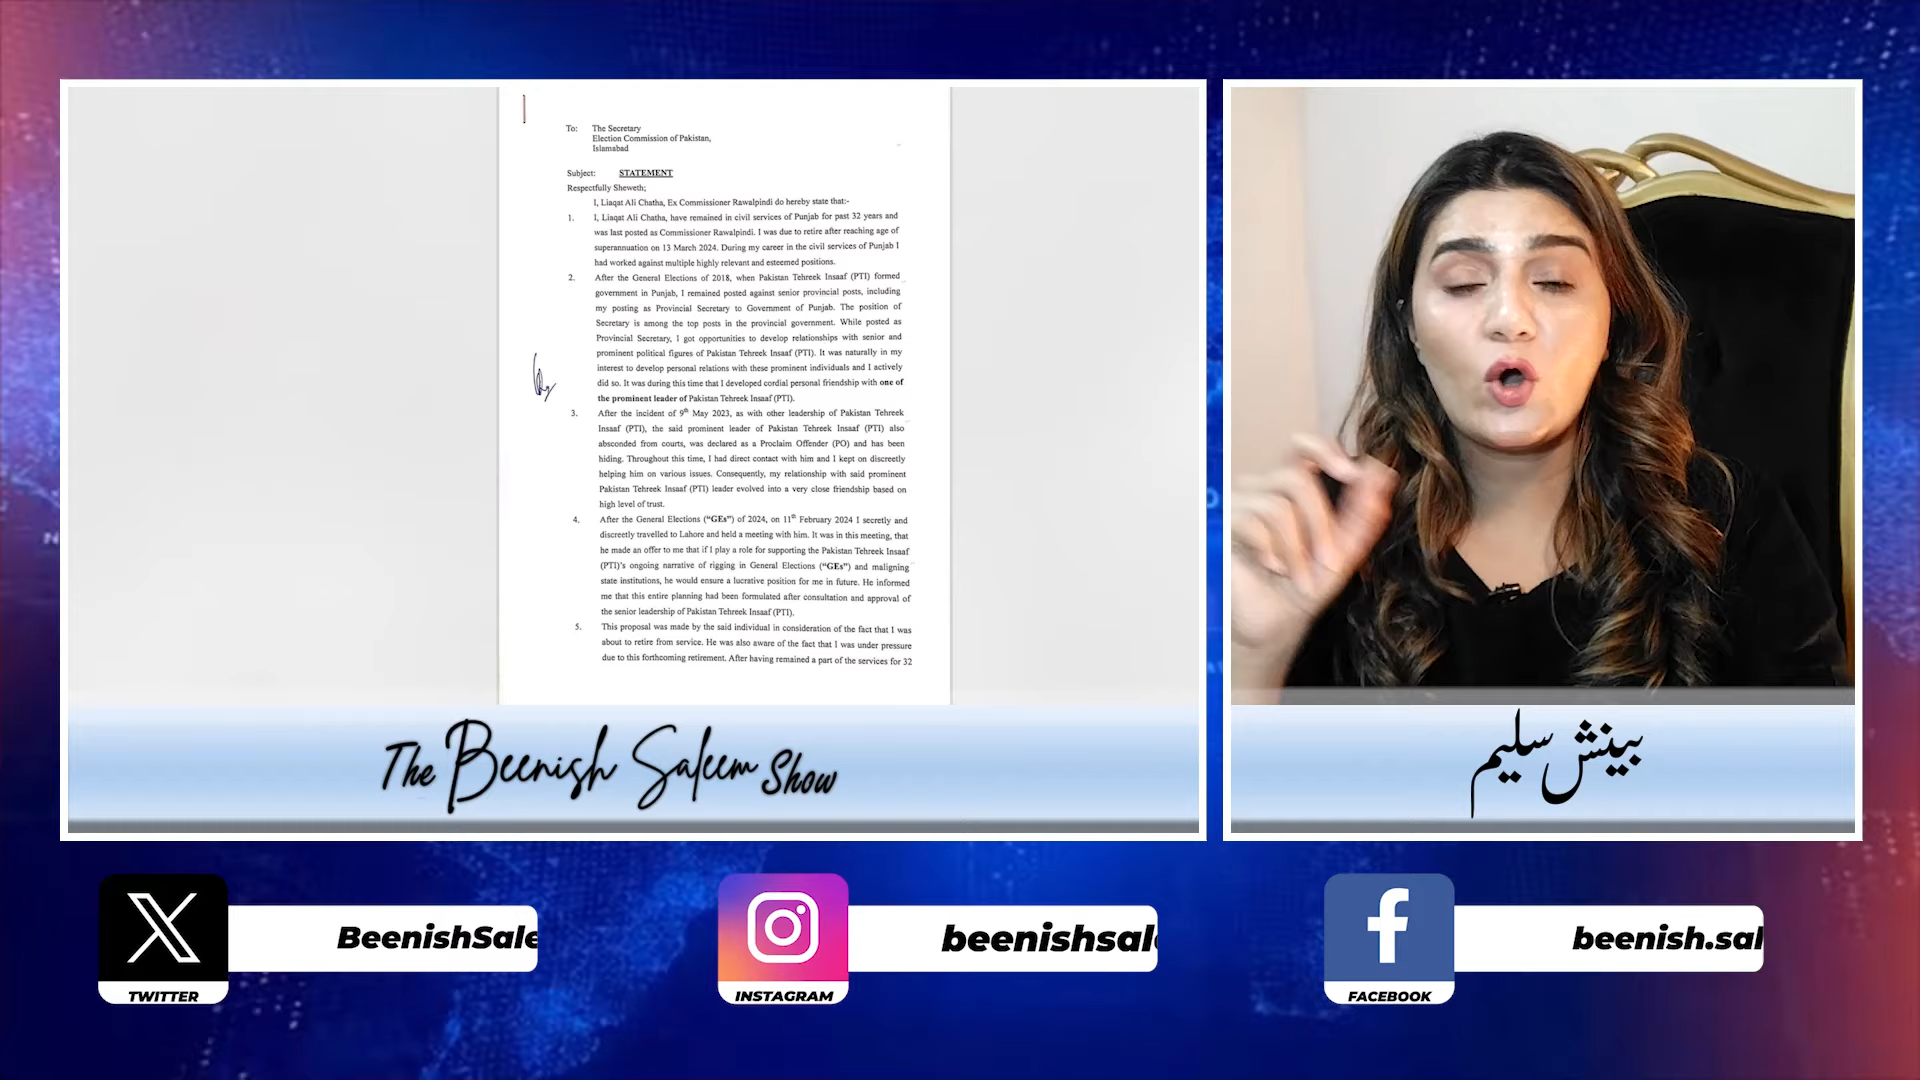 To: The Secretary
Election Commission of Pakistan,
Islamabad
Subject: STATEMENT
Respectfully Sheweth;
I, Liaqat Ali Chatha, Ex Commissioner Rawalpindi do hereby state that:-
1. I, Liaqat Ali Chatha, have remained in civil services of Punjab for past 32 years and
was last posted as Commissioner Rawalpindi. I was due to retire after reaching age of
superannuation on 13 March 2024. During my career in the civil services of Punjab I
had worked against multiple highly relevant and esteemed positions.
2. After the General Elections of 2018, when Pakistan Tehreek Insaaf (PTI) formed
government in Punjab, I remained posted against senior provincial posts, including
my posting as Provincial Secretary to Government of Punjab. The position of
Secretary is among the top posts in the provincial government. While posted as
Provincial Secretary, I got opportunities to develop relationships with senior and
prominent political figures of Pakistan Tehreek Insaaf (PTI). It was naturally in my
interest to develop personal relations with these prominent individuals and I actively
did so. It was during this time that I developed cordial personal friendship with one of
the prominent leader of Pakistan Tehreek Insaaf (PTI).
3. After the incident of 9th May 2023, as with other leadership of Pakistan Tehreek
Insaaf (PTI), the said prominent leader of Pakistan Tehreek Insaaf (PTI) also
absconded from courts, was declared as a Proclaim Offender (PO) and has been
hiding. Throughout this time, I had direct contact with him and I kept on discreetly
helping him on various issues. Consequently, my relationship with said prominent
Pakistan Tehreek Insaaf (PTI) leader evolved into a very close friendship based on
high level of trust.
4. After the General Elections (“GEs”) of 2024, on 11th February 2024 I secretly and
discreetly travelled to Lahore and held a meeting with him. It was in this meeting, that
he made an offer to me that if I play a role for supporting the Pakistan Tehreek Insaaf
(PTI)'s ongoing narrative of rigging in General Elections (“GEs”) and maligning
state institutions, he would ensure a lucrative position for me in future. He informed
me that this entire planning had been formulated after consultation and approval of
the senior leadership of Pakistan Tehreek Insaaf (PTI).
5. This proposal was made by the said individual in consideration of the fact that I was
about to retire from service. He was also aware of the fact that I was under pressure
due to this forthcoming retirement. After having remained a part of the services for 32
The Beenish Saleem Show
بینش سلیم
BeenishSale
TWITTER
beenishsal
INSTAGRAM
beenish.sal
FACEBOOK